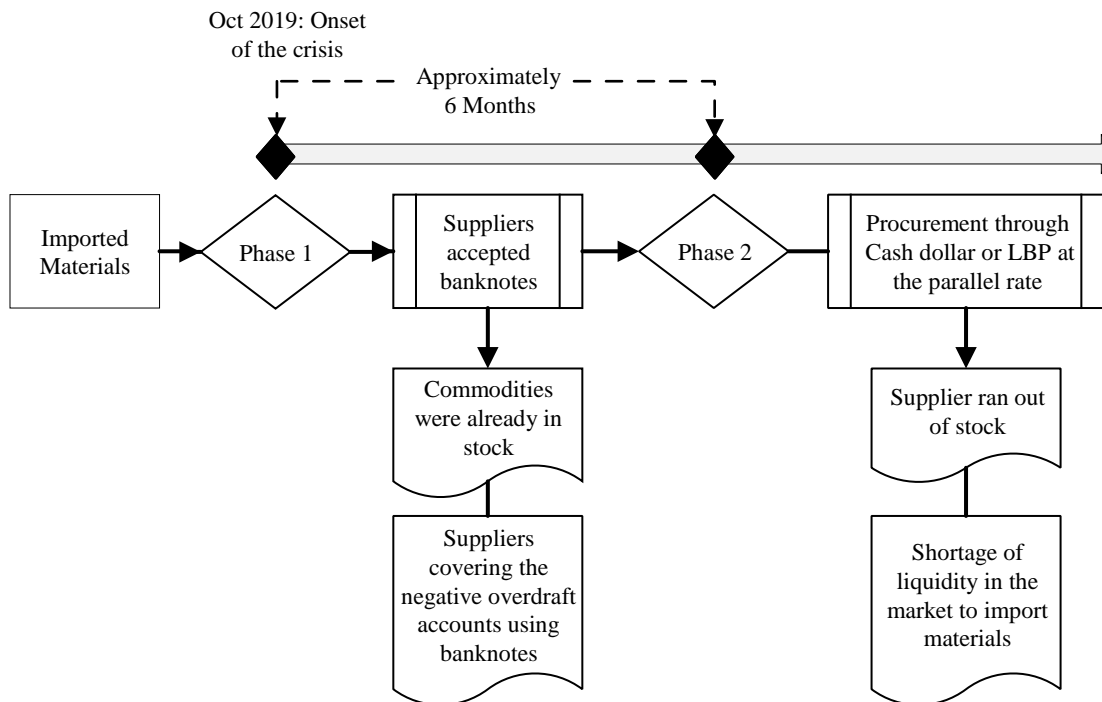 Oct 2019: Onset
of the crisis
Approximately
6 Months
Imported
Materials
Phase 1
Suppliers
accepted
banknotes
Phase 2
Procurement through
Cash dollar or LBP at
the parallel rate
Commodities
were already in
stock
Supplier ran out
of stock
Suppliers
covering the
negative overdraft
accounts using
banknotes
Shortage of
liquidity in the
market to import
materials